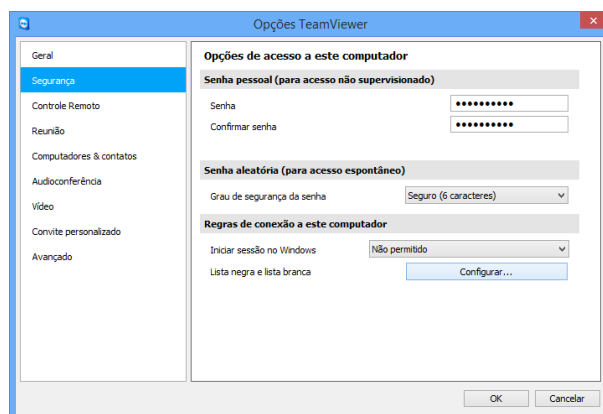 Opções TeamViewer
Geral
Segurança
Controle Remoto
Reunião
Computadores & contatos
Audioconferência
Vídeo
Convite personalizado
Avançado
Opções de acesso a este computador
Senha pessoal (para acesso não supervisionado)
Senha ••••••••••
Confirmar senha ••••••••••
Senha aleatória (para acesso espontâneo)
Grau de segurança da senha Seguro (6 caracteres)
Regras de conexão a este computador
Iniciar sessão no Windows Não permitido
Lista negra e lista branca Configurar...
OK Cancelar